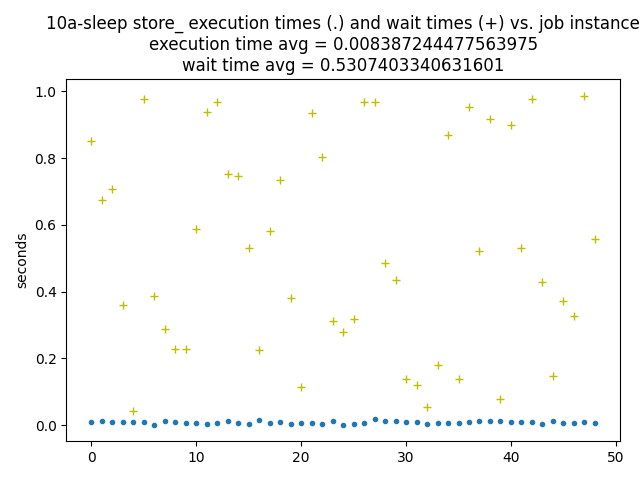 10a-sleep store_ execution times (.) and wait times (+) vs. job instance
execution time avg = 0.008387244477563975
wait time avg = 0.5307403340631601
1.0
0.8
0.6
0.4
0.2
0.0
seconds
0 10 20 30 40 50